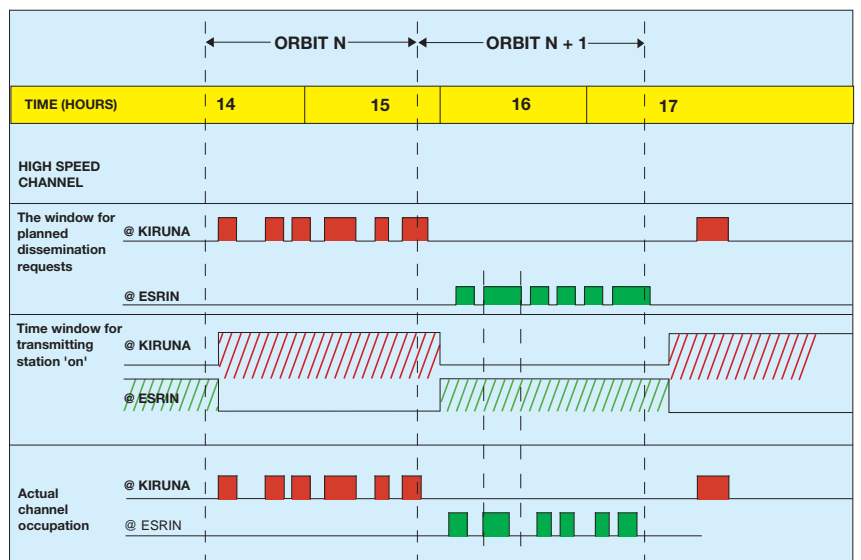 ORBIT N
ORBIT N + 1
TIME (HOURS)
14
15
16
17
HIGH SPEED
CHANNEL
The window for
planned
dissemination
requests
@ KIRUNA
@ ESRIN
Time window for
transmitting
station 'on'
@ KIRUNA
@ ESRIN
Actual
channel
occupation
@ KIRUNA
@ ESRIN